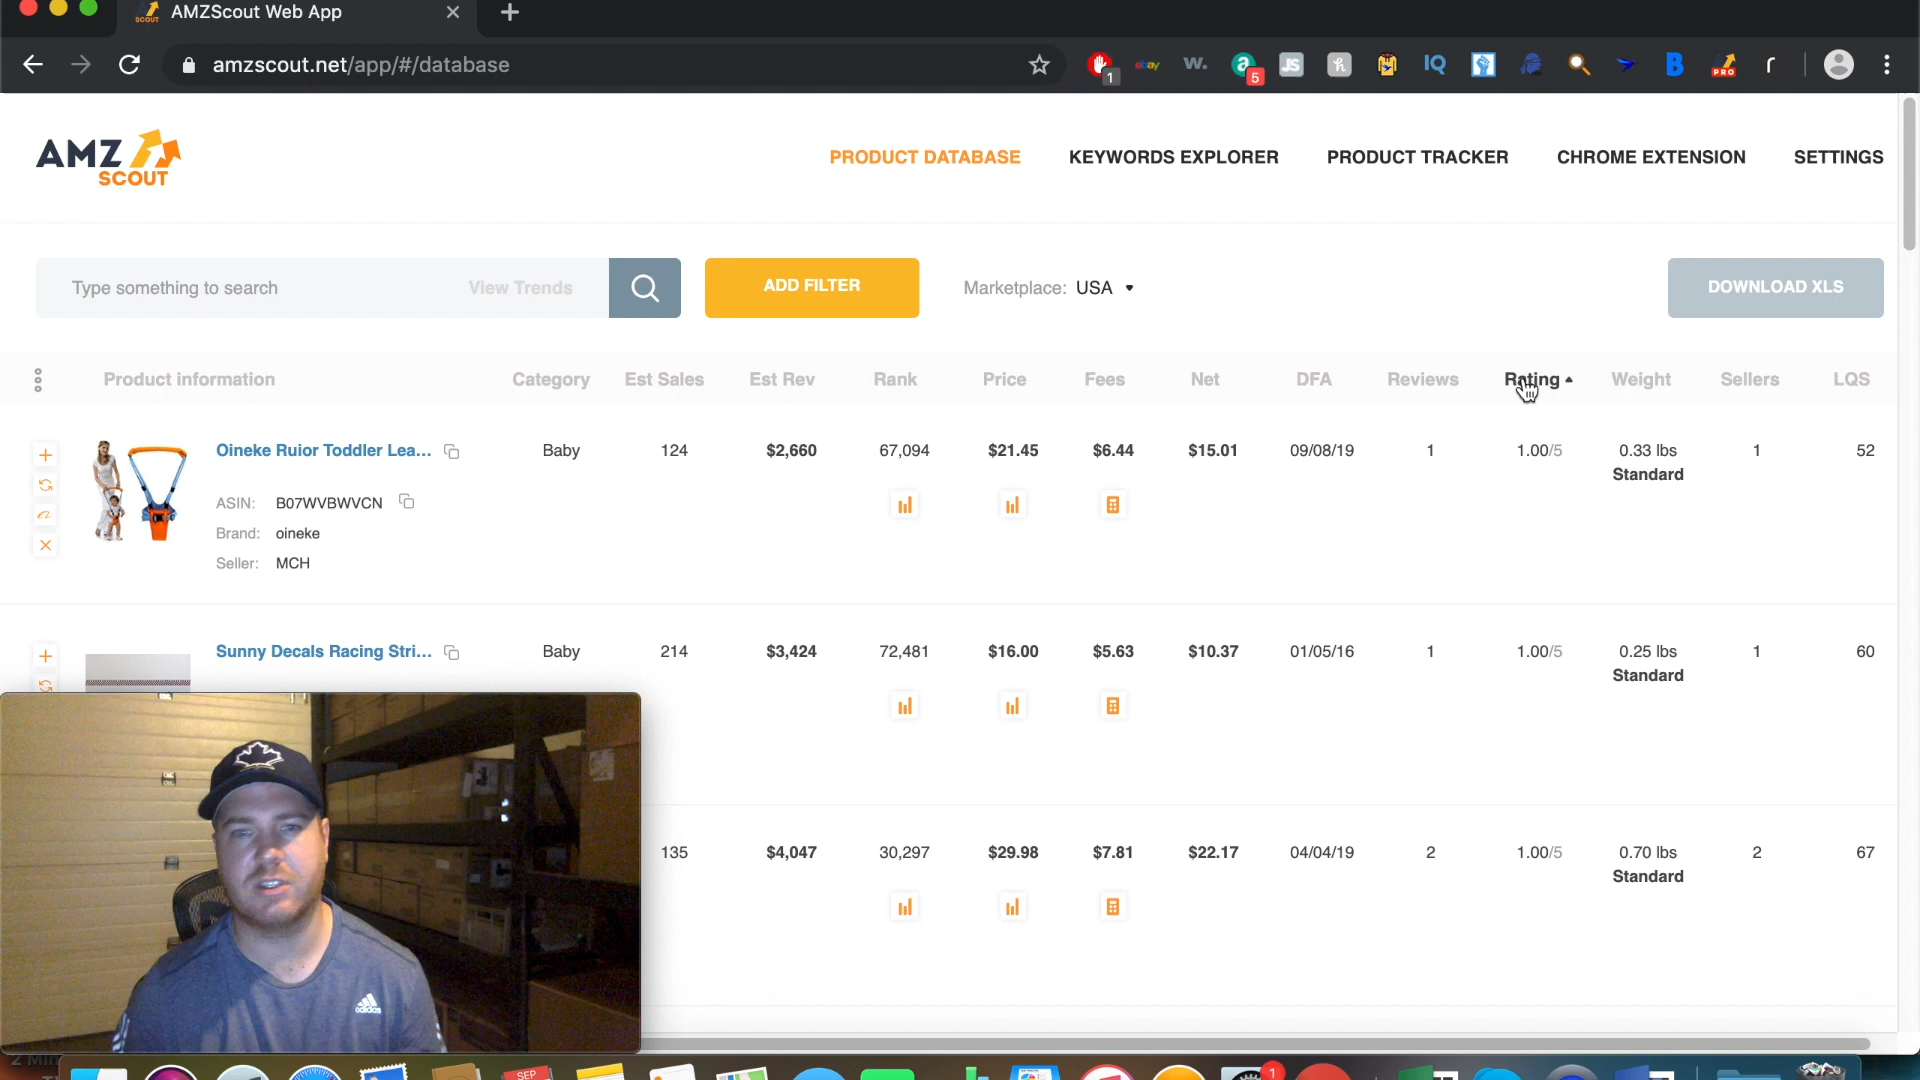 AMZScout Web App
amzscout.net/app/#/database
AMZ
SCOUT
PRODUCT DATABASE
KEYWORDS EXPLORER
PRODUCT TRACKER
CHROME EXTENSION
SETTINGS
Type something to search
View Trends
ADD FILTER
Marketplace: USA
DOWNLOAD XLS
Product information Category Est Sales Est Rev Rank Price Fees Net DFA Reviews Rating Weight Sellers LQS
Oineke Ruior Toddler Lea... Baby 124 $2,660 67,094 $21.45 $6.44 $15.01 09/08/19 1 1.00/5 0.33 lbs 1 52
Standard
ASIN: B07WVBWVCN
Brand: oineke
Seller: MCH
Sunny Decals Racing Stri... Baby 214 $3,424 72,481 $16.00 $5.63 $10.37 01/05/16 1 1.00/5 0.25 lbs 1 60
Standard
135 $4,047 30,297 $29.98 $7.81 $22.17 04/04/19 2 1.00/5 0.70 lbs 2 67
Standard
adidas
SEP
1